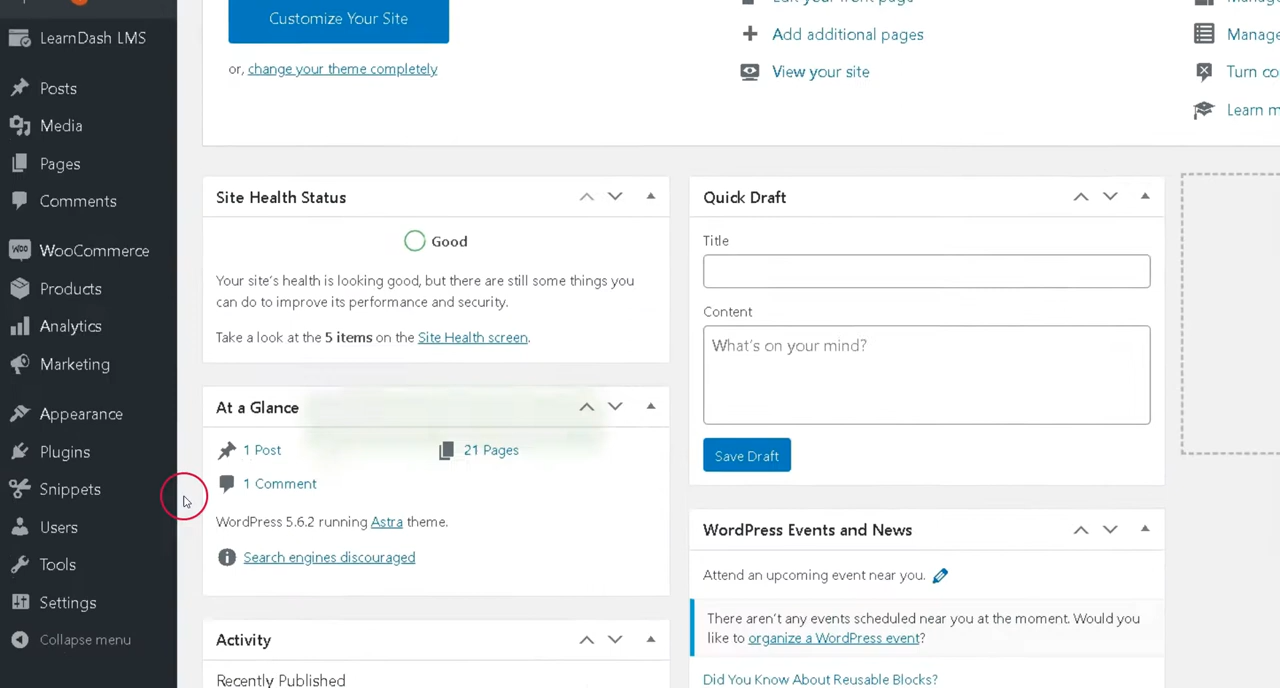 LearnDash LMS
Posts
Media
Pages
Comments
WooCommerce
Products
Analytics
Marketing
Appearance
Plugins
Snippets
Users
Tools
Settings
Collapse menu
Customize Your Site
or, change your theme completely
Add additional pages
View your site
Manage
Turn co
Learn m
Site Health Status
Good
Your site's health is looking good, but there are still some things you
can do to improve its performance and security.
Take a look at the 5 items on the Site Health screen.
At a Glance
1 Post
21 Pages
1 Comment
WordPress 5.6.2 running Astra theme.
Search engines discouraged
Activity
Recently Published
Quick Draft
Title
Content
What's on your mind?
Save Draft
WordPress Events and News
Attend an upcoming event near you.
There aren't any events scheduled near you at the moment. Would you
like to organize a WordPress event?
Did You Know About Reusable Blocks?